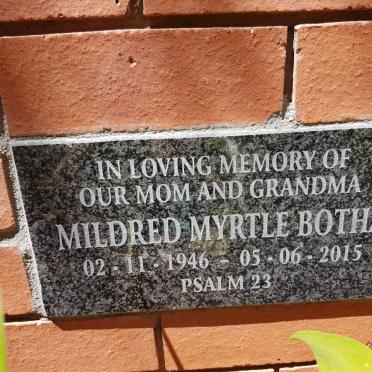 IN LOVING MEMORY OF
OUR MOM AND GRANDMA
MILDRED MYRTLE BOTHA
02 - 11 - 1946 - 05 - 06 - 2015
PSALM 23